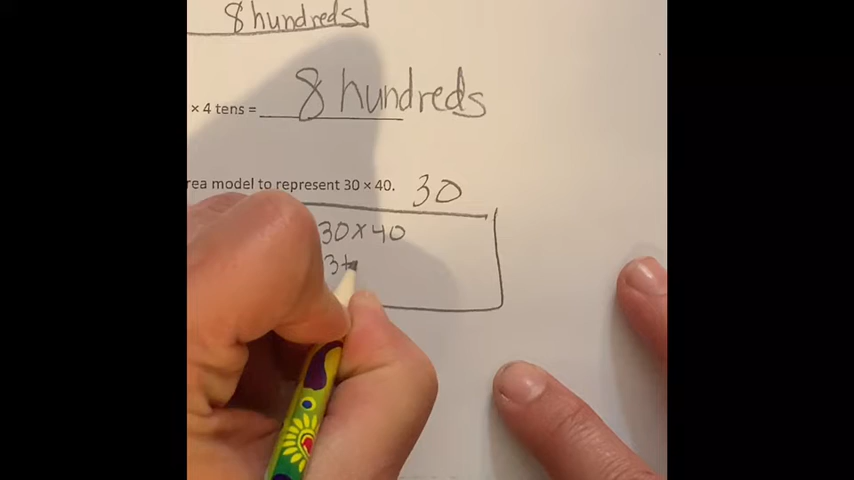 8 hundreds
× 4 tens = 8 hundreds
rea model to represent 30 × 40.
30
30 x 40
3 t